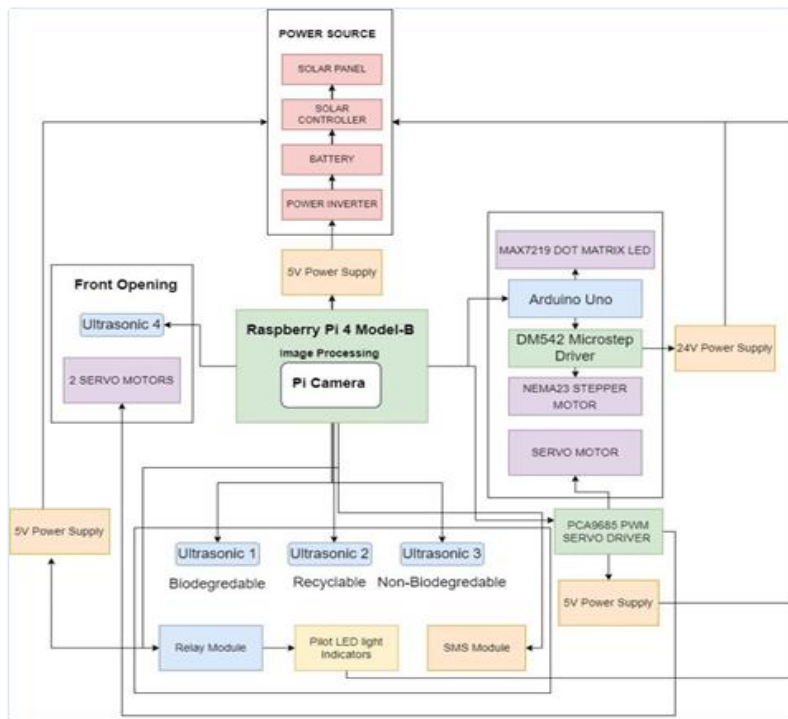 POWER SOURCE
SOLAR PANEL
SOLAR
CONTROLLER
BATTERY
POWER INVERTER
5V Power Supply
Front Opening
Ultrasonic 4
2 SERVO MOTORS
Raspberry Pi 4 Model-B
Image Processing
Pi Camera
MAX7219 DOT MATRIX LED
Arduino Uno
DM542 Microstep
Driver
24V Power Supply
NEMA23 STEPPER
MOTOR
SERVO MOTOR
5V Power Supply
PCA9685 PWM
SERVO DRIVER
Ultrasonic 1
Ultrasonic 2
Ultrasonic 3
Biodegredable
Recyclable
Non-Biodegredable
5V Power Supply
Relay Module
Pilot LED light
Indicators
SMS Module